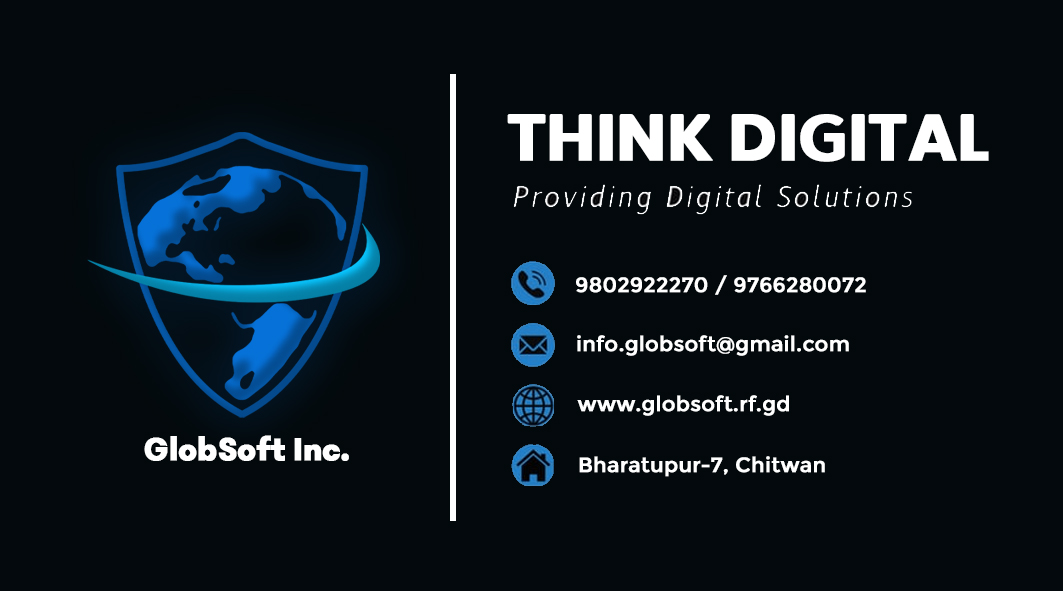 THINK DIGITAL
Providing Digital Solutions
9802922270 / 9766280072
info.globsoft@gmail.com
www.globsoft.rf.gd
Bharatupur-7, Chitwan
GlobSoft Inc.